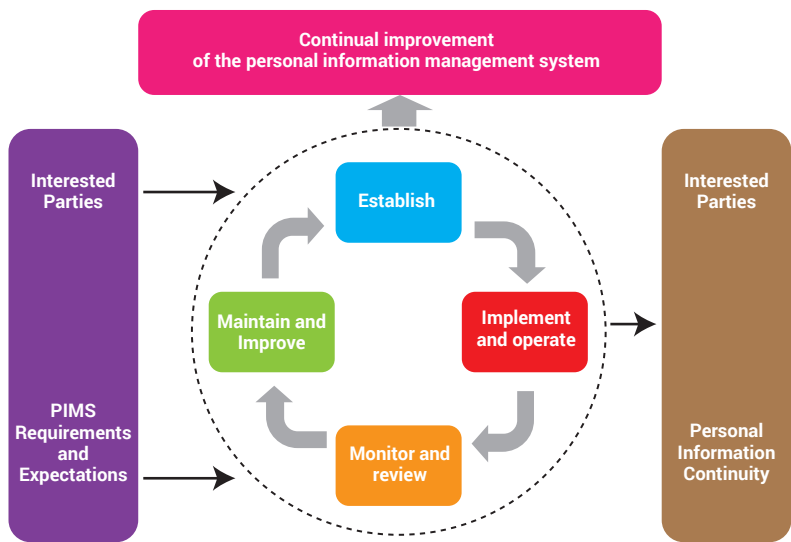 Continual improvement
of the personal information management system
Interested
Parties
PIMS
Requirements
and
Expectations
Establish
Implement
and operate
Monitor and
review
Maintain and
Improve
Interested
Parties
Personal
Information
Continuity